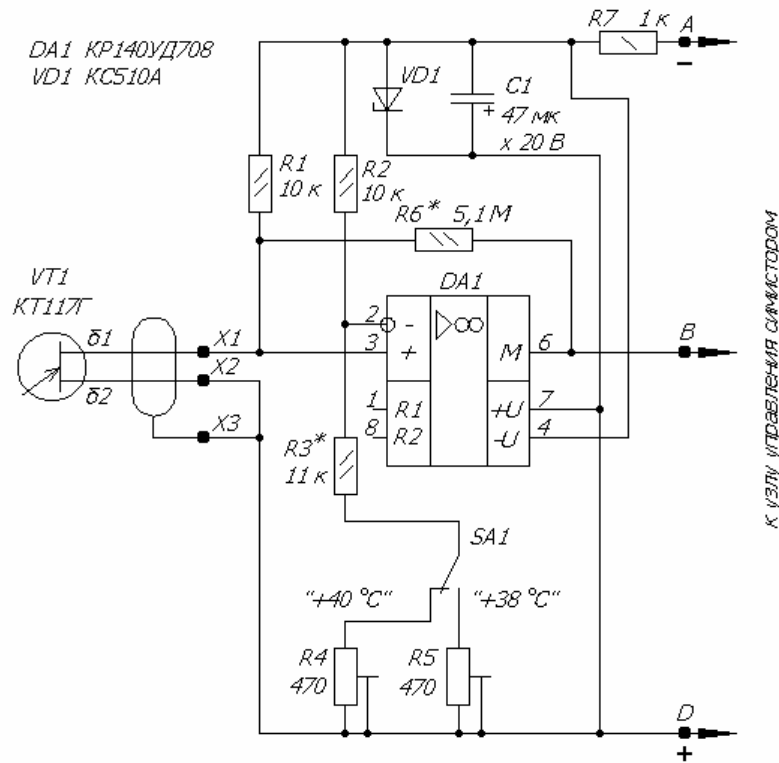 R7 1 к
A
−
DA1 КР140УД708
VD1 КС510А
VD1
C1
+ 47 мк
х 20 В
R1
10 к
R2
10 к
R6* 5,1 М
DA1
VT1
КТ117Г
б1
X1
2
-
▷∞
3
+
M
6
B
б2
X2
1
R1
+U
7
X3
8
R2
-U
4
R3*
11 к
SA1
"+40 °С"
"+38 °С"
R4
470
R5
470
D
+
К УЗЛУ УПРАВЛЕНИЯ СИМИСТОРОМ